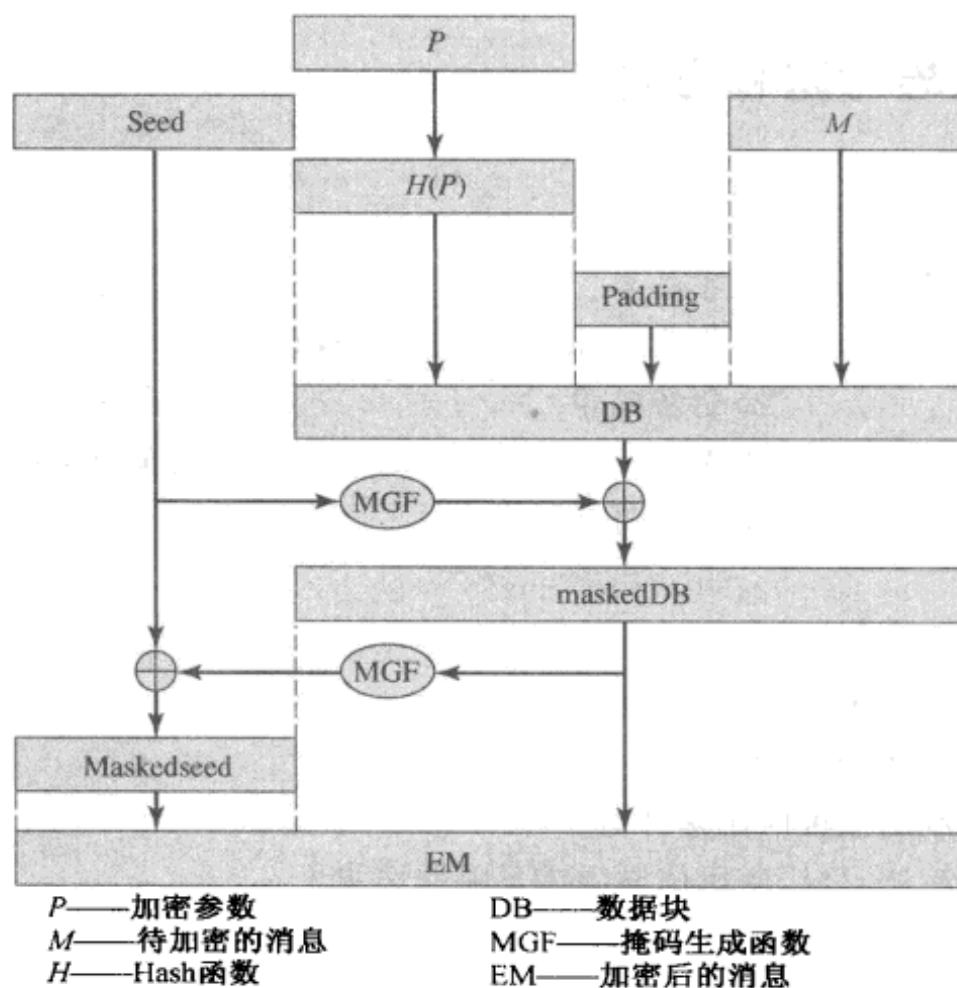 P
Seed
M
H(P)
Padding
DB
MGF
maskedDB
MGF
Maskedseed
EM
P——加密参数
DB——数据块
M——待加密的消息
MGF——掩码生成函数
H——Hash函数
EM——加密后的消息